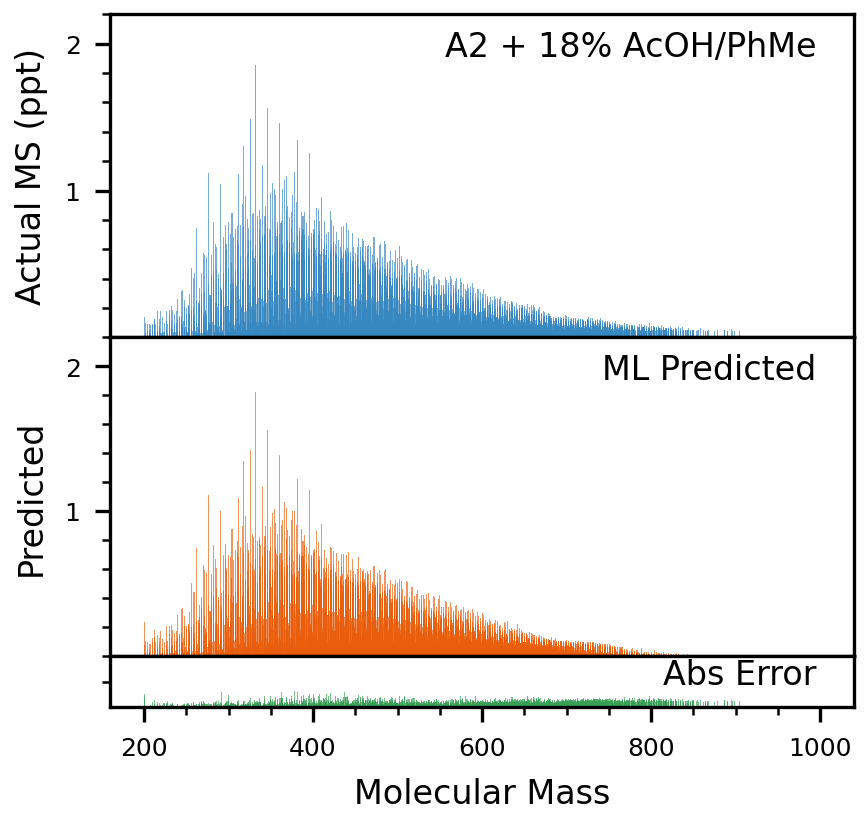 A2 + 18% AcOH/PhMe
Actual MS (ppt)
2
1
ML Predicted
Predicted
2
1
Abs Error
200 400 600 800 1000
Molecular Mass